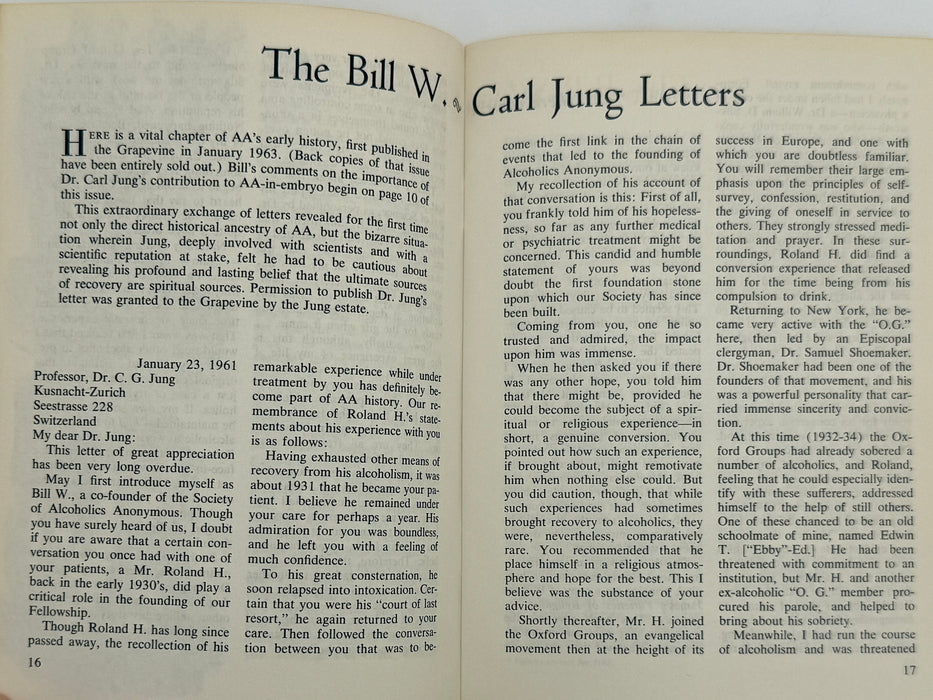 The Bill W. & Carl Jung Letters
HERE is a vital chapter of AA's early history, first published in
the Grapevine in January 1963. (Back copies of that issue
have been entirely sold out.) Bill's comments on the importance of
Dr. Carl Jung's contribution to AA-in-embryo begin on page 10 of
this issue.
This extraordinary exchange of letters revealed for the first time
not only the direct historical ancestry of AA, but the bizarre situa-
tion wherein Jung, deeply involved with scientists and with a
scientific reputation at stake, felt he had to be cautious about
revealing his profound and lasting belief that the ultimate sources
of recovery are spiritual sources. Permission to publish Dr. Jung's
letter was granted to the Grapevine by the Jung estate.
January 23, 1961
Professor, Dr. C. G. Jung
Kusnacht-Zurich
Seestrasse 228
Switzerland
My dear Dr. Jung:
This letter of great appreciation
has been very long overdue.
May I first introduce myself as
Bill W., a co-founder of the Society
of Alcoholics Anonymous. Though
you have surely heard of us, I doubt
if you are aware that a certain con-
versation you once had with one of
your patients, a Mr. Roland H.,
back in the early 1930's, did play a
critical role in the founding of our
Fellowship.
Though Roland H. has long since
passed away, the recollection of his
remarkable experience while under
treatment by you has definitely be-
come part of AA history. Our re-
membrance of Roland H.'s state-
ments about his experience with you
is as follows:
Having exhausted other means of
recovery from his alcoholism, it was
about 1931 that he became your pa-
tient. I believe he remained under
your care for perhaps a year. His
admiration for you was boundless,
and he left you with a feeling of
much confidence.
To his great consternation, he
soon relapsed into intoxication. Cer-
tain that you were his "court of last
resort," he again returned to your
care. Then followed the conversa-
tion between you that was to be-
16
come the first link in the chain of
events that led to the founding of
Alcoholics Anonymous.
My recollection of his account of
that conversation is this: First of all,
you frankly told him of his hopeless-
ness, so far as any further medical
or psychiatric treatment might be
concerned. This candid and humble
statement of yours was beyond
doubt the first foundation stone
upon which our Society has since
been built.
Coming from you, one he so
trusted and admired, the impact
upon him was immense.
When he then asked you if there
was any other hope, you told him
that there might be, provided he
could become the subject of a spir-
itual or religious experience—in
short, a genuine conversion. You
pointed out how such an experience,
if brought about, might remotivate
him when nothing else could. But
you did caution, though, that while
such experiences had sometimes
brought recovery to alcoholics, they
were, nevertheless, comparatively
rare. You recommended that he
place himself in a religious atmos-
phere and hope for the best. This I
believe was the substance of your
advice.
Shortly thereafter, Mr. H. joined
the Oxford Groups, an evangelical
movement then at the height of its
success in Europe, and one with
which you are doubtless familiar.
You will remember their large em-
phasis upon the principles of self-
survey, confession, restitution, and
the giving of oneself in service to
others. They strongly stressed medi-
tation and prayer. In these sur-
roundings, Roland H. did find a
conversion experience that released
him for the time being from his
compulsion to drink.
Returning to New York, he be-
came very active with the "O.G."
here, then led by an Episcopal
clergyman, Dr. Samuel Shoemaker.
Dr. Shoemaker had been one of the
founders of that movement, and his
was a powerful personality that car-
ried immense sincerity and convic-
tion.
At this time (1932-34) the Ox-
ford Groups had already sobered a
number of alcoholics, and Roland,
feeling that he could especially iden-
tify with these sufferers, addressed
himself to the help of still others.
One of these chanced to be an old
schoolmate of mine, named Edwin
T. ["Ebby"-Ed.] He had been
threatened with commitment to an
institution, but Mr. H. and another
ex-alcoholic "O. G." member pro-
cured his parole, and helped to
bring about his sobriety.
Meanwhile, I had run the course
of alcoholism and was threatened
17